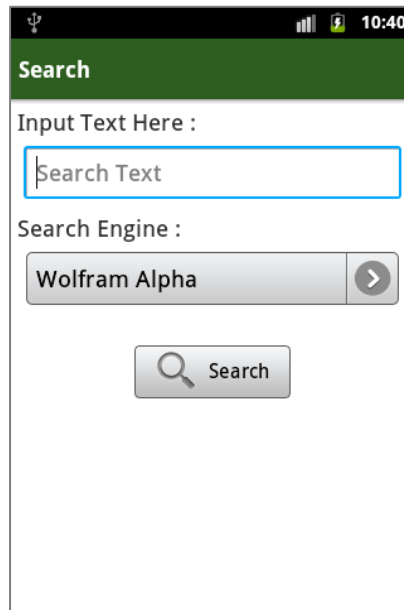 10:40
Search
Input Text Here :
Search Text
Search Engine :
Wolfram Alpha
Search